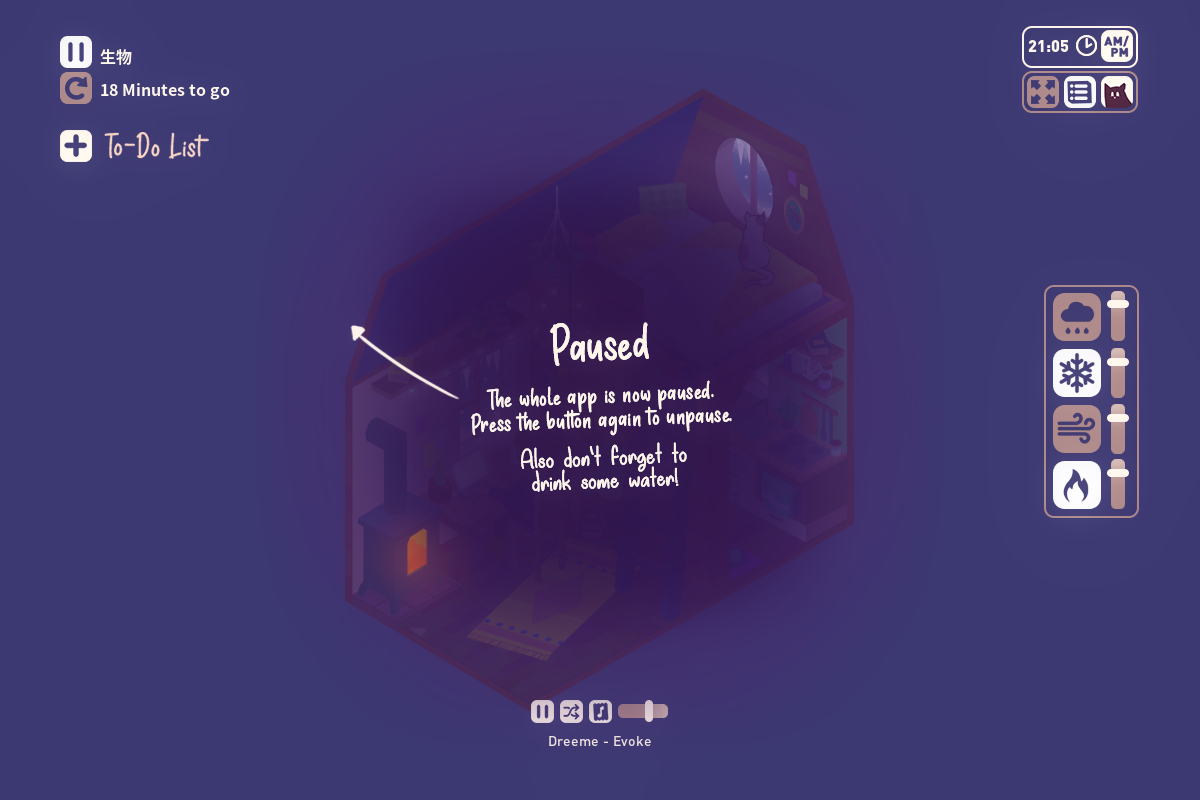 生物
18 Minutes to go
To-Do List
21:05
AM/
PM
Paused
The whole app is now paused.
Press the button again to unpause.
Also don't forget to
drink some water!
Dreeme - Evoke